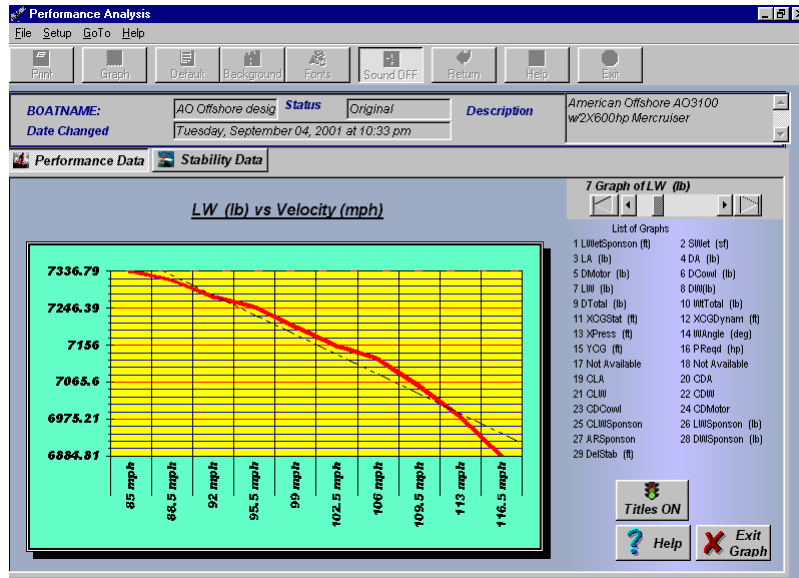 Performance Analysis
File Setup GoTo Help
Print Graph Default Background Fonts Sound OFF Return Help Exit
BOATNAME: AO Offshore desig Status Original Description American Offshore AO3100
w/2X600hp Mercruiser
Date Changed Tuesday, September 04, 2001 at 10:33 pm
Performance Data Stability Data
7 Graph of LW (lb)
LW (lb) vs Velocity (mph)
7336.79
7246.39
7156
7065.6
6975.21
6884.81
85 mph
88.5 mph
92 mph
95.5 mph
99 mph
102.5 mph
106 mph
109.5 mph
113 mph
116.5 mph
List of Graphs
1 LWetSponson (ft) 2 SWet (sf)
3 LA (lb) 4 DA (lb)
5 DMotor (lb) 6 DCowl (lb)
7 LW (lb) 8 DW(lb)
9 DTotal (lb) 10 WtTotal (lb)
11 XCGStat (ft) 12 XCGDynam (ft)
13 XPress (ft) 14 WAngle (deg)
15 YCG (ft) 16 PReqd (hp)
17 Not Available 18 Not Available
19 CLA 20 CDA
21 CLW 22 CDW
23 CDCowl 24 CDMotor
25 CLWSponson 26 LWSponson (lb)
27 ARSponson 28 DWSponson (lb)
29 DelStab (ft)
Titles ON
Help Exit
Graph